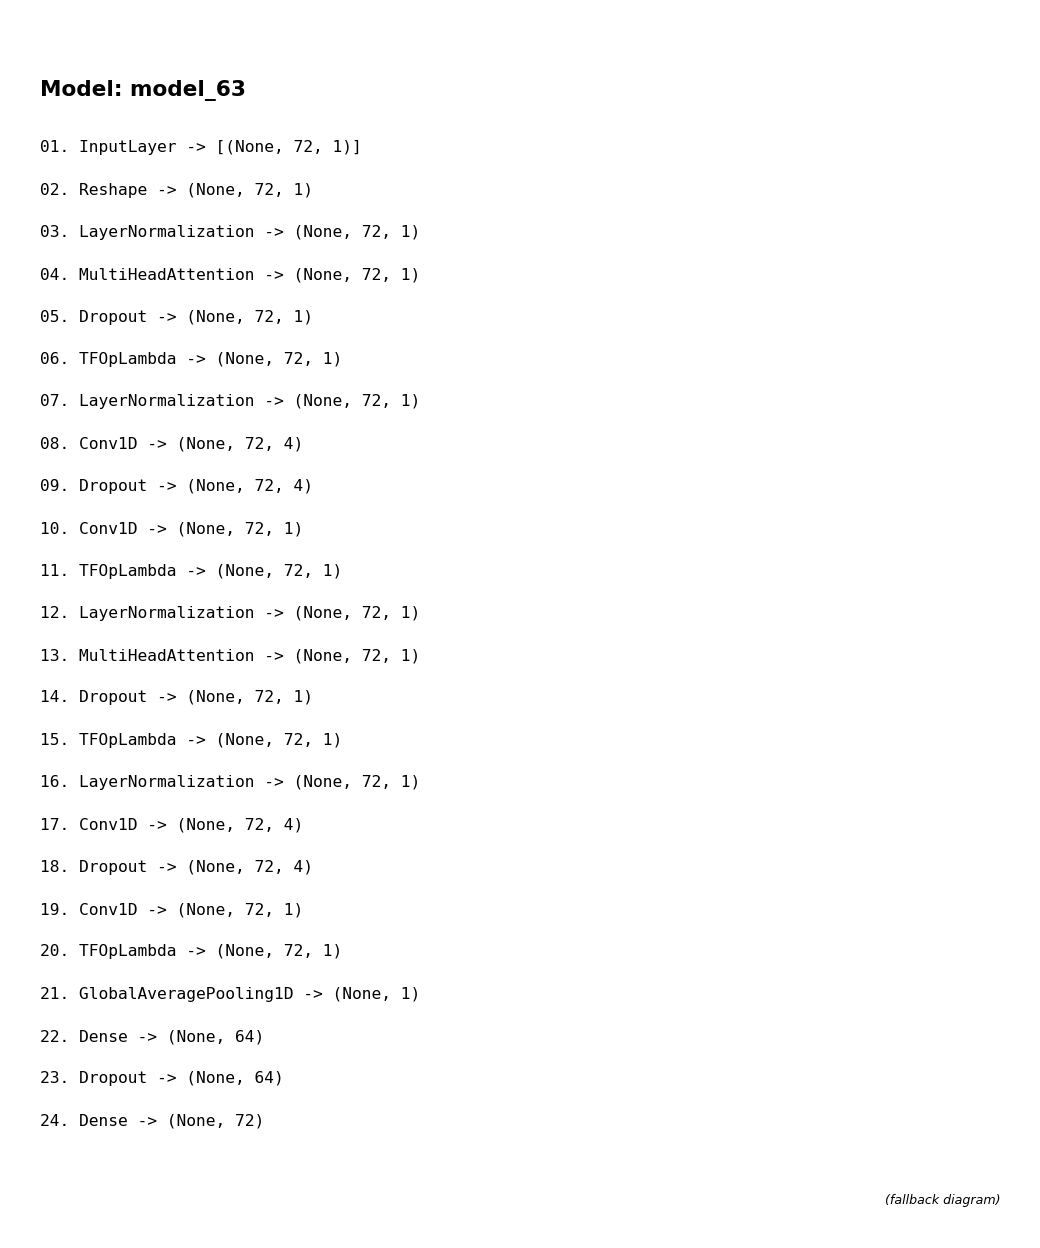 Model: model_63
01. InputLayer -> [(None, 72, 1)]
02. Reshape -> (None, 72, 1)
03. LayerNormalization -> (None, 72, 1)
04. MultiHeadAttention -> (None, 72, 1)
05. Dropout -> (None, 72, 1)
06. TFOpLambda -> (None, 72, 1)
07. LayerNormalization -> (None, 72, 1)
08. Conv1D -> (None, 72, 4)
09. Dropout -> (None, 72, 4)
10. Conv1D -> (None, 72, 1)
11. TFOpLambda -> (None, 72, 1)
12. LayerNormalization -> (None, 72, 1)
13. MultiHeadAttention -> (None, 72, 1)
14. Dropout -> (None, 72, 1)
15. TFOpLambda -> (None, 72, 1)
16. LayerNormalization -> (None, 72, 1)
17. Conv1D -> (None, 72, 4)
18. Dropout -> (None, 72, 4)
19. Conv1D -> (None, 72, 1)
20. TFOpLambda -> (None, 72, 1)
21. GlobalAveragePooling1D -> (None, 1)
22. Dense -> (None, 64)
23. Dropout -> (None, 64)
24. Dense -> (None, 72)
(fallback diagram)